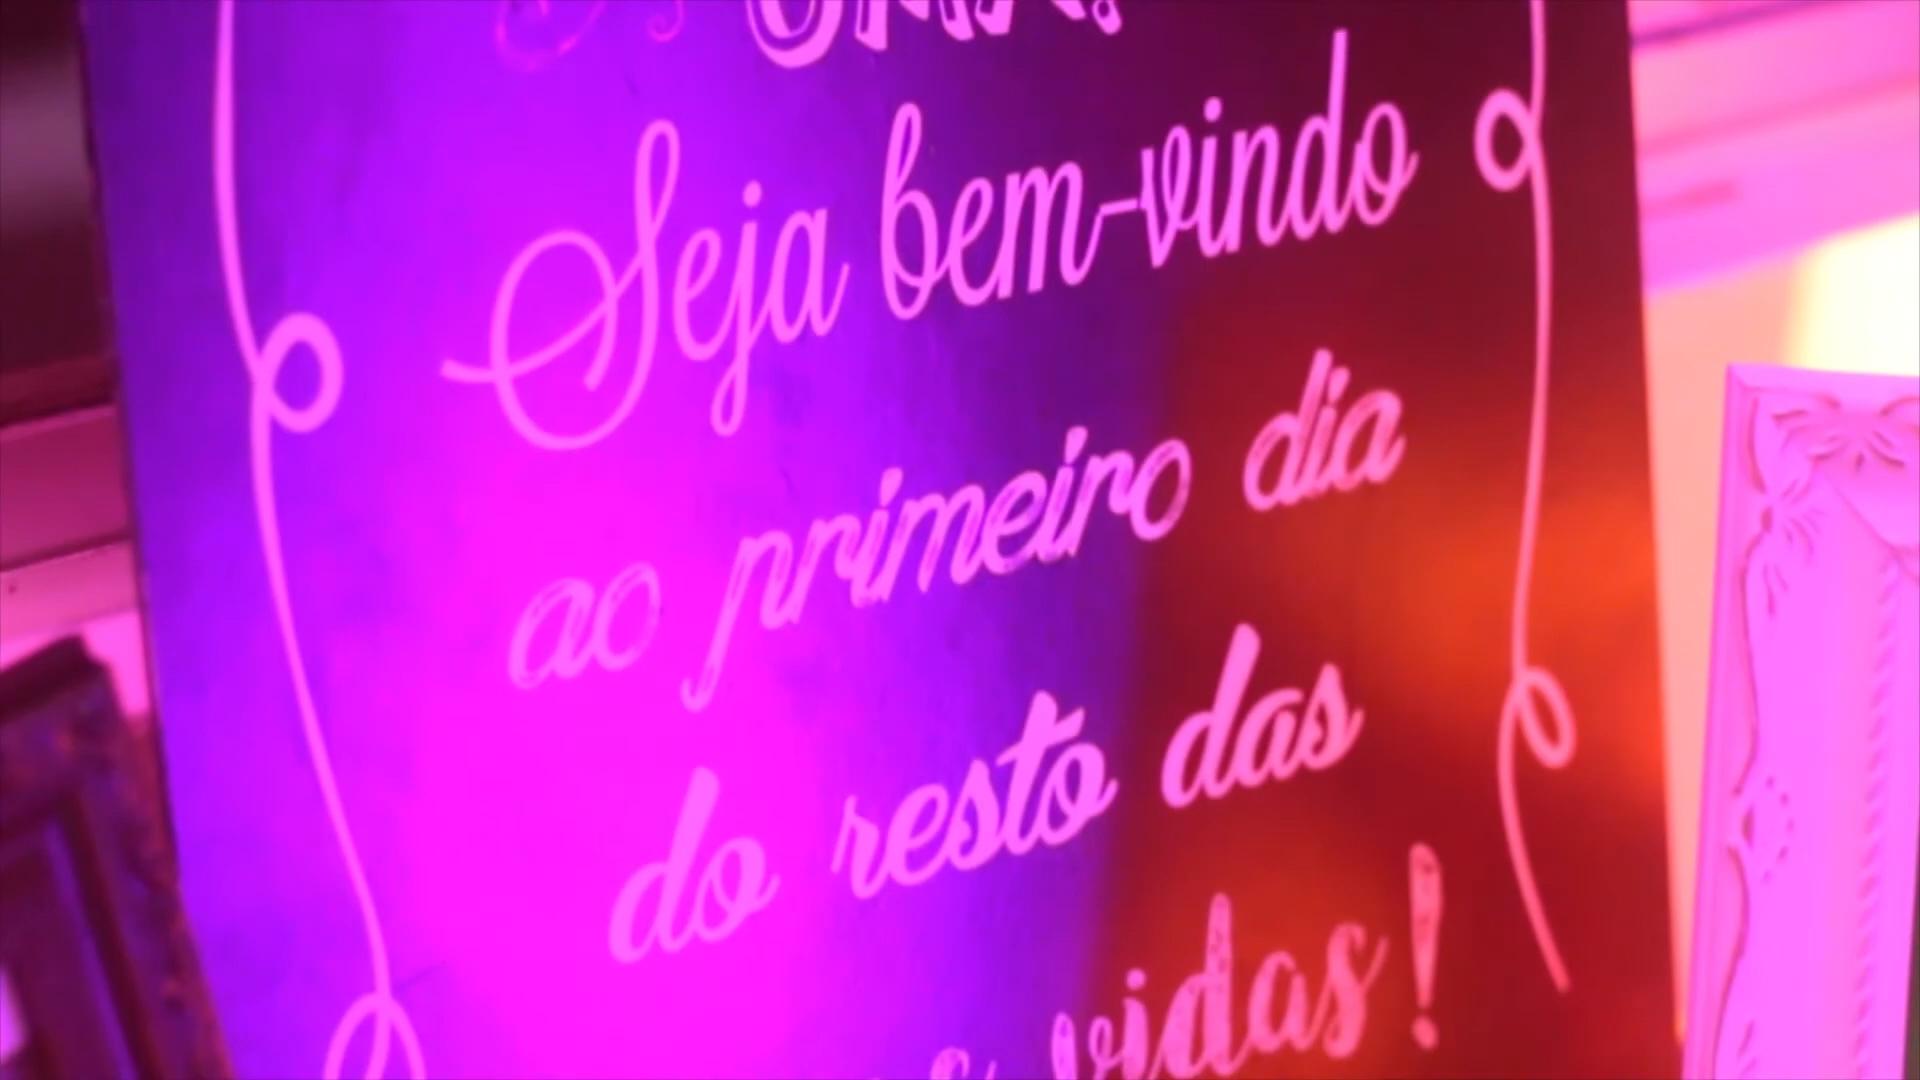 Seja bem-vindo
ao primeiro dia
do resto das
vidas!